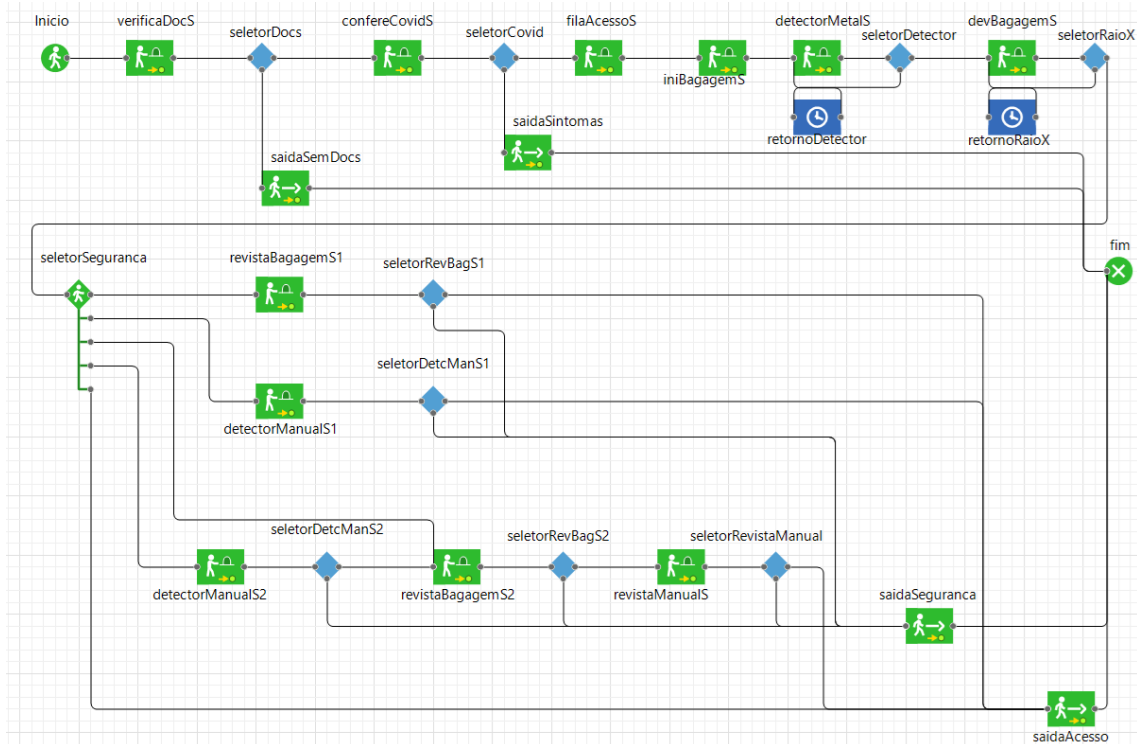 Inicio
verificaDocS
seletorDocs
confereCovidS
seletorCovid
filaAcessoS
iniBagagemS
detectorMetalS
seletorDetector
devBagagemS
seletorRaioX
retornoDetector
retornoRaioX
saidaSintomas
saidaSemDocs
fim
seletorSeguranca
revistaBagagemS1
seletorRevBagS1
seletorDetcManS1
detectorManualS1
seletorDetcManS2
seletorRevBagS2
seletorRevistaManual
detectorManualS2
revistaBagagemS2
revistaManualS
saidaSeguranca
saidaAcesso